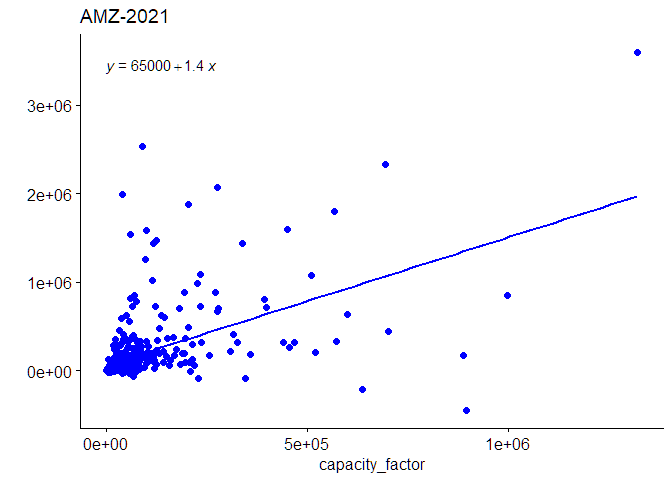 AMZ-2021
y = 65000 + 1.4 x
3e+06
2e+06
1e+06
0e+00
0e+00 5e+05 1e+06
capacity_factor